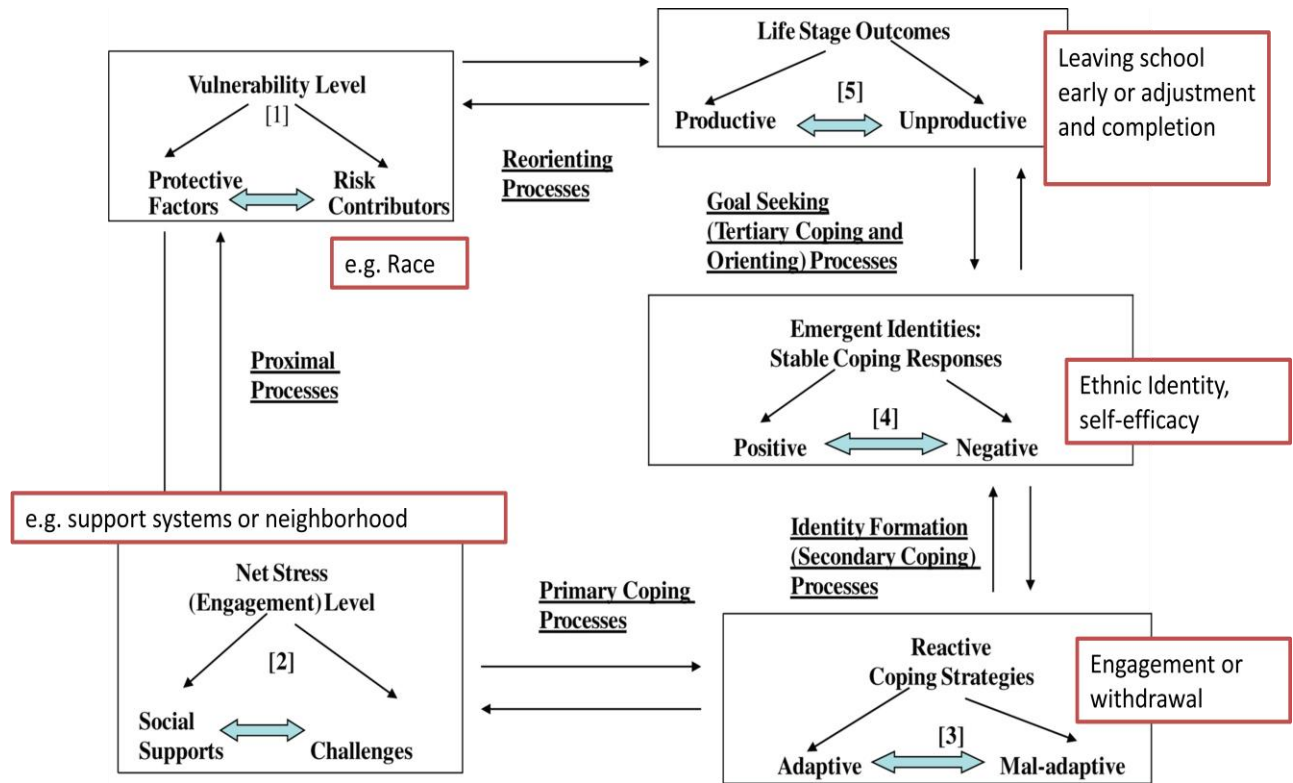 Vulnerability Level
[1]
Protective
Factors
Risk
Contributors
e.g. Race
Life Stage Outcomes
[5]
Productive
Unproductive
Leaving school
early or adjustment
and completion
Reorienting
Processes
Goal Seeking
(Tertiary Coping and
Orienting) Processes
Emergent Identities:
Stable Coping Responses
[4]
Positive
Negative
Ethnic Identity,
self-efficacy
Proximal
Processes
e.g. support systems or neighborhood
Net Stress
(Engagement) Level
[2]
Social
Supports
Challenges
Primary Coping
Processes
Identity Formation
(Secondary Coping)
Processes
Reactive
Coping Strategies
[3]
Adaptive
Mal-adaptive
Engagement or
withdrawal